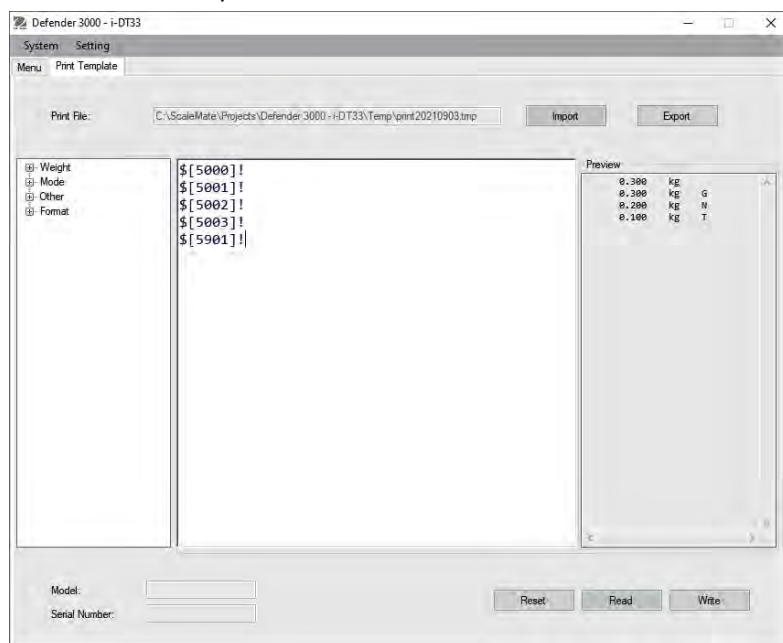 Defender 3000 - i-DT33
System Setting
Menu Print Template
Print File: C:\ScaleMate\Projects\Defender 3000 - i-DT33\Temp\print20210903.tmp Import Export
Weight
Mode
Other
Format
$[5000]!
$[5001]!
$[5002]!
$[5003]!
$[5901]!
Preview
0.300 kg
0.300 kg G
0.200 kg N
0.100 kg T
Model:
Serial Number:
Reset Read Write